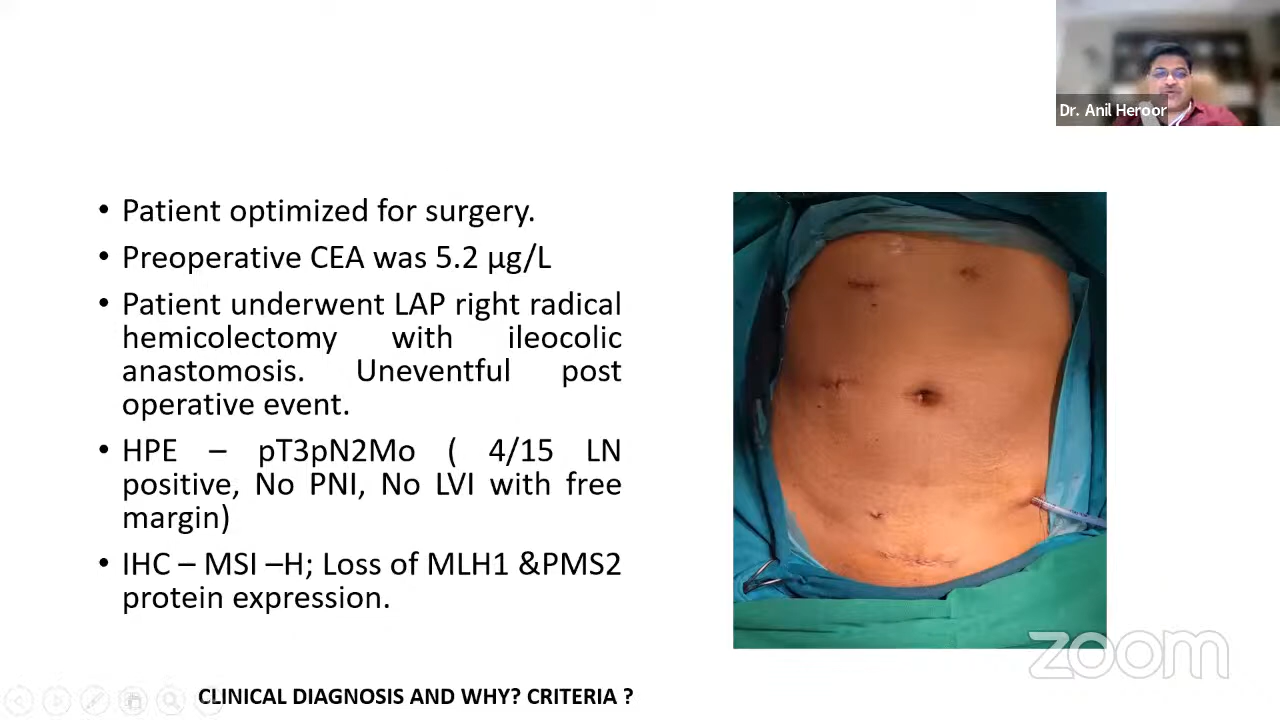 Dr. Anil Heroor
• Patient optimized for surgery.
• Preoperative CEA was 5.2 µg/L
• Patient underwent LAP right radical
hemicolectomy with ileocolic
anastomosis. Uneventful post
operative event.
• HPE – pT3pN2Mo ( 4/15 LN
positive, No PNI, No LVI with free
margin)
• IHC – MSI –H; Loss of MLH1 &PMS2
protein expression.
zoom
CLINICAL DIAGNOSIS AND WHY? CRITERIA ?